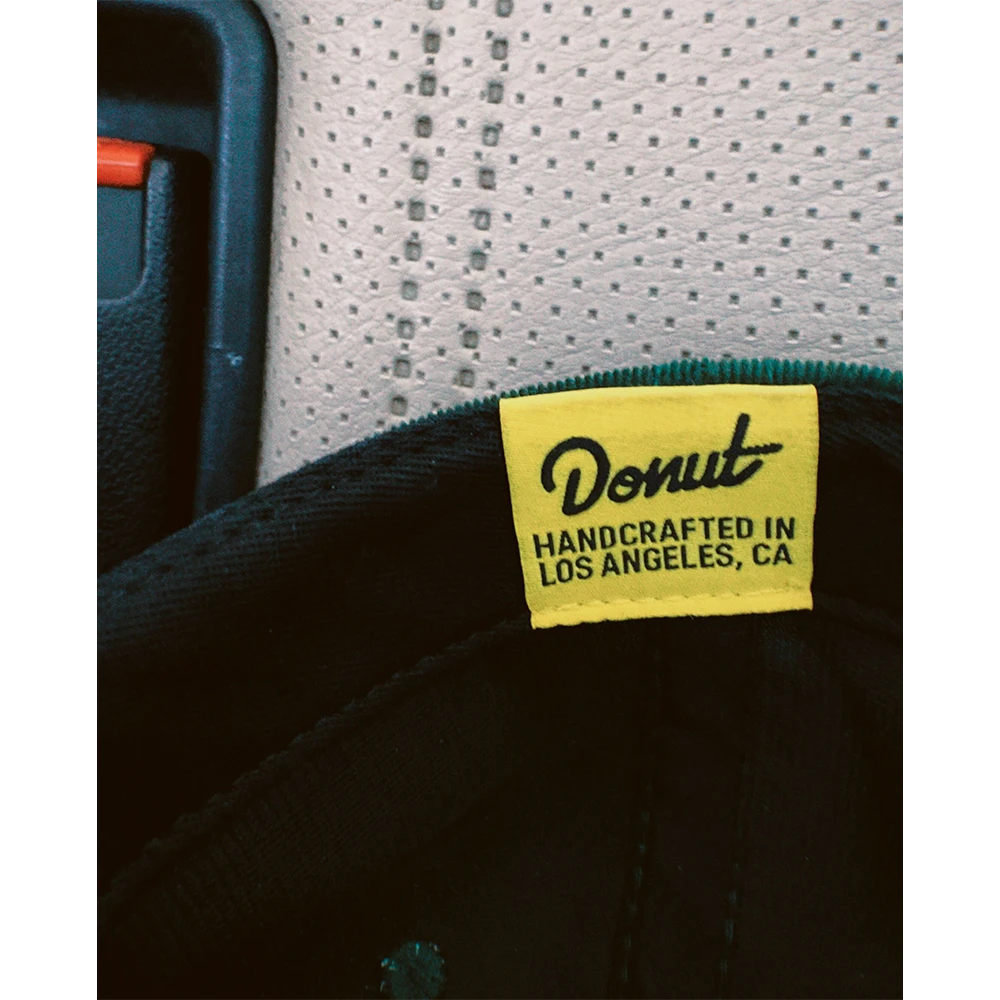 Donut
HANDCRAFTED IN
LOS ANGELES, CA